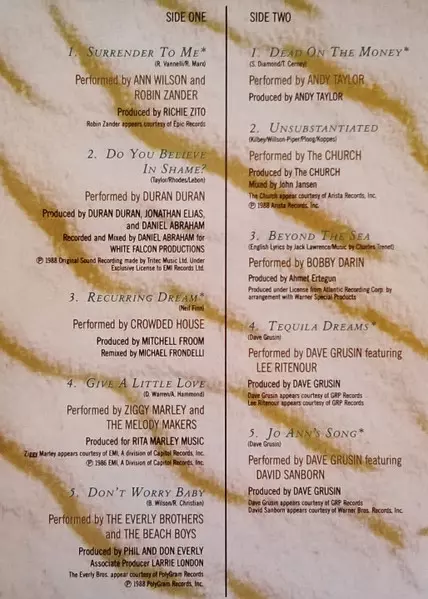 SIDE ONE
1. SURRENDER TO ME*
(R. Vannelli/R. Marx)
Performed by ANN WILSON and
ROBIN ZANDER
Produced by RICHIE ZITO
Robin Zander appears courtesy of Epic Records
2. DO YOU BELIEVE
IN SHAME?
(Taylor/Rhodes/Lebon)
Performed by DURAN DURAN
Produced by DURAN DURAN, JONATHAN ELIAS,
and DANIEL ABRAHAM
Recorded and Mixed by DANIEL ABRAHAM for
WHITE FALCON PRODUCTIONS
℗ 1988 Original Sound Recording made by Tritec Music Ltd. Under
Exclusive License to EMI Records Ltd.
3. RECURRING DREAM*
(Neil Finn)
Performed by CROWDED HOUSE
Produced by MITCHELL FROOM
Remixed by MICHAEL FRONDELLI
4. GIVE A LITTLE LOVE
(D. Warren/A. Hammond)
Performed by ZIGGY MARLEY and
THE MELODY MAKERS
Produced for RITA MARLEY MUSIC
Ziggy Marley appears courtesy of EMI, A division of Capitol Records, Inc.
℗ 1986 EMI, A Division of Capitol Records, Inc.
5. DON'T WORRY BABY
(B. Wilson/R. Christian)
Performed by THE EVERLY BROTHERS
and THE BEACH BOYS
Produced by PHIL AND DON EVERLY
Associate Producer LARRIE LONDON
The Everly Bros. appear courtesy of PolyGram Records
℗ 1988 PolyGram Records, Inc.
SIDE TWO
1. DEAD ON THE MONEY*
(S. Diamond/T. Cerney)
Performed by ANDY TAYLOR
Produced by ANDY TAYLOR
2. UNSUBSTANTIATED
(Kilbey/Willson-Piper/Ploog/Koppes)
Performed by The CHURCH
Produced by The CHURCH
Mixed by John Jansen
The Church appear courtesy of Arista Records, Inc.
℗ 1988 Arista Records, Inc.
3. BEYOND THE SEA
(English Lyrics by Jack Lawrence/Music by Charles Trenet)
Performed by BOBBY DARIN
Produced by Ahmet Ertegun
Produced under License from Atlantic Recording Corp. by
arrangement with Warner Special Products
4. TEQUILA DREAMS*
(Dave Grusin)
Performed by DAVE GRUSIN featuring
LEE RITENOUR
Produced by DAVE GRUSIN
Dave Grusin appears courtesy of GRP Records
Lee Ritenour appears courtesy of GRP Records
5. JO ANN'S SONG*
(Dave Grusin)
Performed by DAVE GRUSIN featuring
DAVID SANBORN
Produced by DAVE GRUSIN
Dave Grusin appears courtesy of GRP Records
David Sanborn appears courtesy of Warner Bros. Records, Inc.